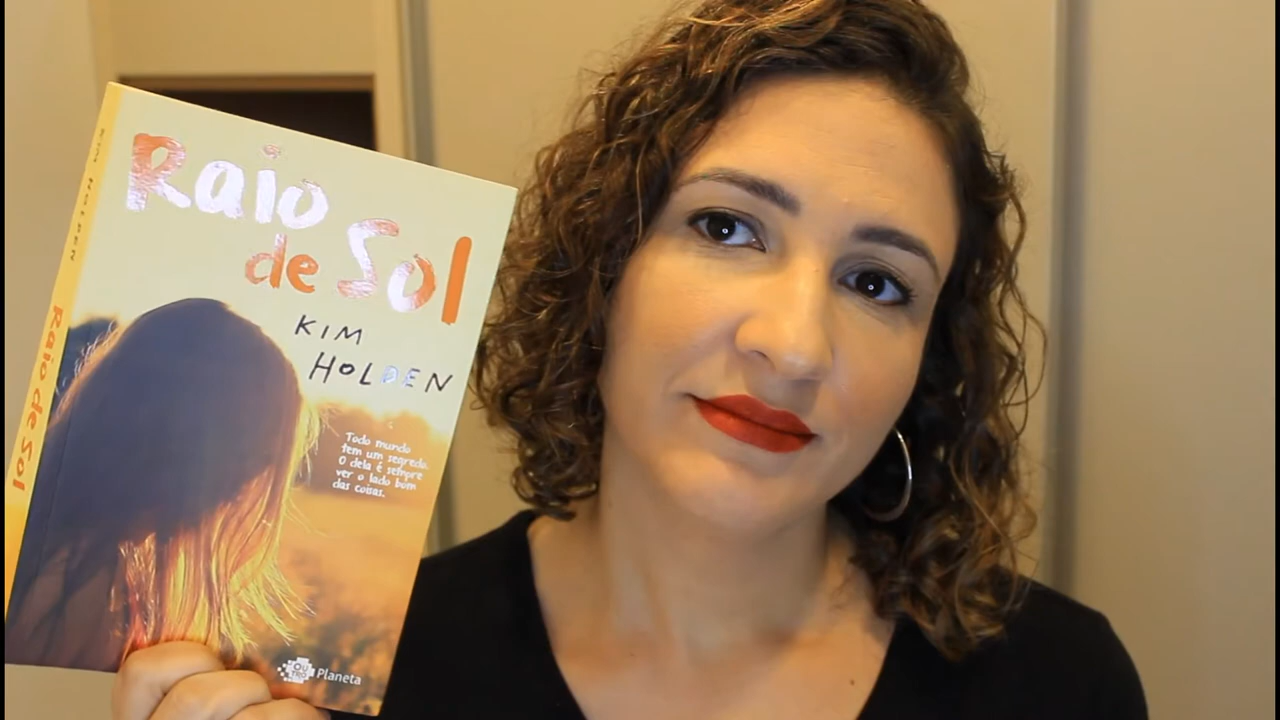 Raio
de Sol
KIM
HOLDEN
Todo mundo
tem um segredo.
O dela é sempre
ver o lado bom
das coisas.
Planeta
KIM HOLDEN
Raio de Sol